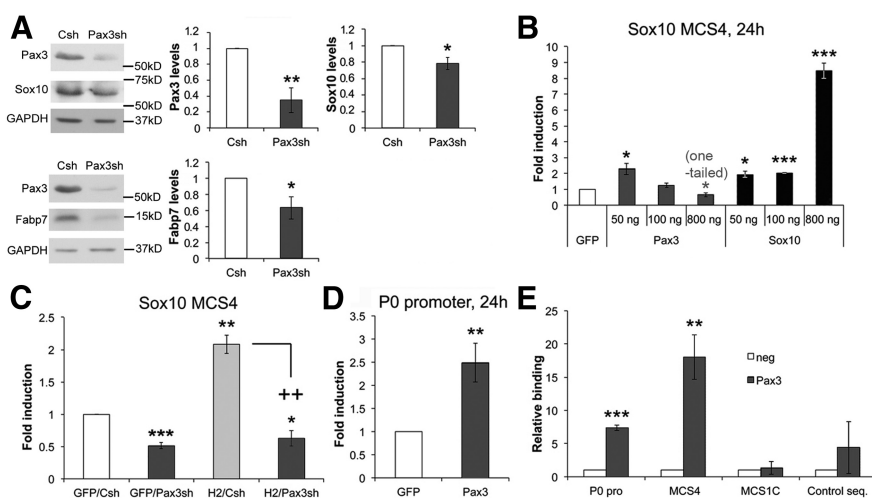 A
Csh Pax3sh
Pax3
50kD
75kD
Sox10
50kD
GAPDH
37kD
Pax3 levels
1.2
1
0.8
0.6
0.4
0.2
0
**
Csh Pax3sh
Sox10 levels
1.2
1
0.8
0.6
0.4
0.2
0
*
Csh Pax3sh
Csh Pax3sh
Pax3
50kD
Fabp7
15kD
GAPDH
37kD
Fabp7 levels
1.2
1
0.8
0.6
0.4
0.2
0
*
Csh Pax3sh
B
Sox10 MCS4, 24h
Fold induction
10
9
8
7
6
5
4
3
2
1
0
*
(one
-tailed)
*
*
***
***
50 ng 100 ng 800 ng 50 ng 100 ng 800 ng
GFP Pax3 Sox10
C
Sox10 MCS4
Fold induction
2.5
2
1.5
1
0.5
0
***
**
++
*
GFP/Csh GFP/Pax3sh H2/Csh H2/Pax3sh
D
P0 promoter, 24h
Fold induction
3.5
3
2.5
2
1.5
1
0.5
0
**
GFP Pax3
E
Relative binding
25
20
15
10
5
0
***
**
neg
Pax3
P0 pro MCS4 MCS1C Control seq.